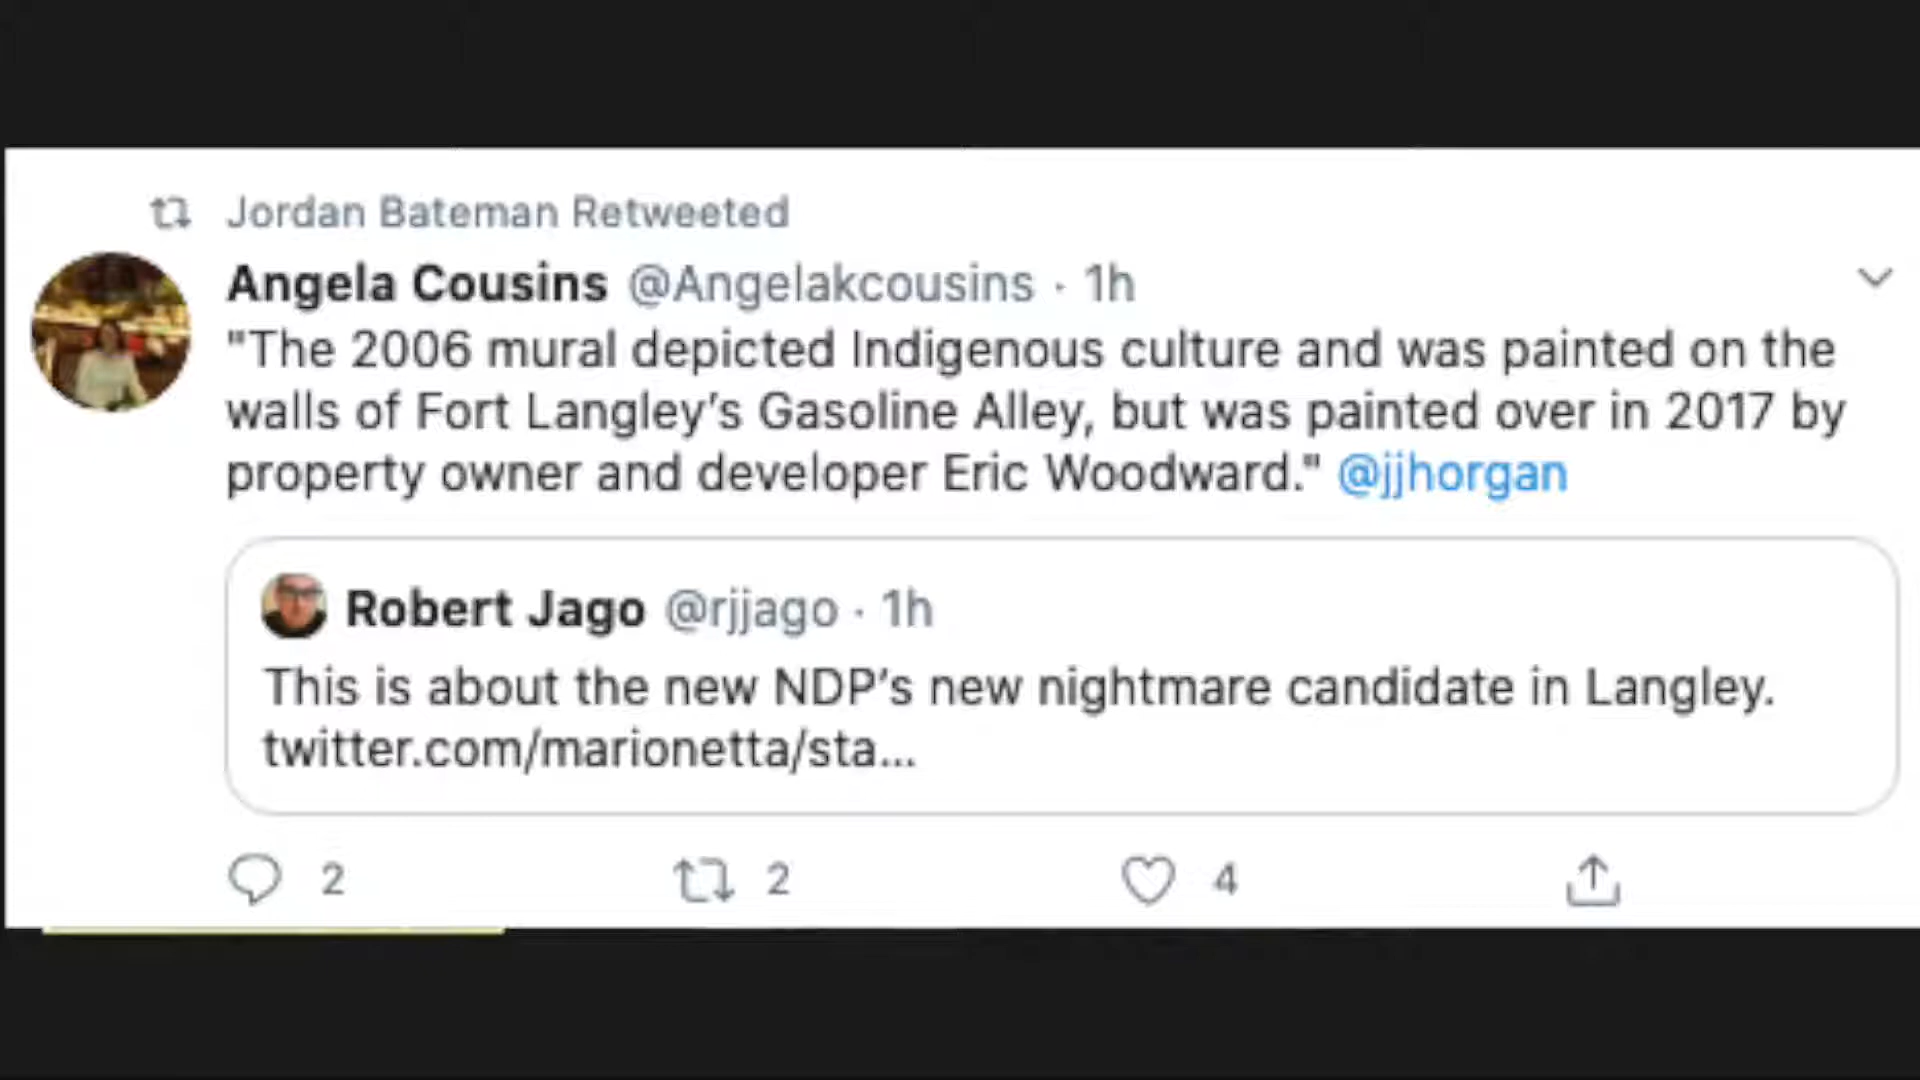 Jordan Bateman Retweeted
Angela Cousins @Angelakcousins · 1h
"The 2006 mural depicted Indigenous culture and was painted on the
walls of Fort Langley’s Gasoline Alley, but was painted over in 2017 by
property owner and developer Eric Woodward." @jjhorgan
Robert Jago @rjjago · 1h
This is about the new NDP’s new nightmare candidate in Langley.
twitter.com/marionetta/sta...
2 2 4